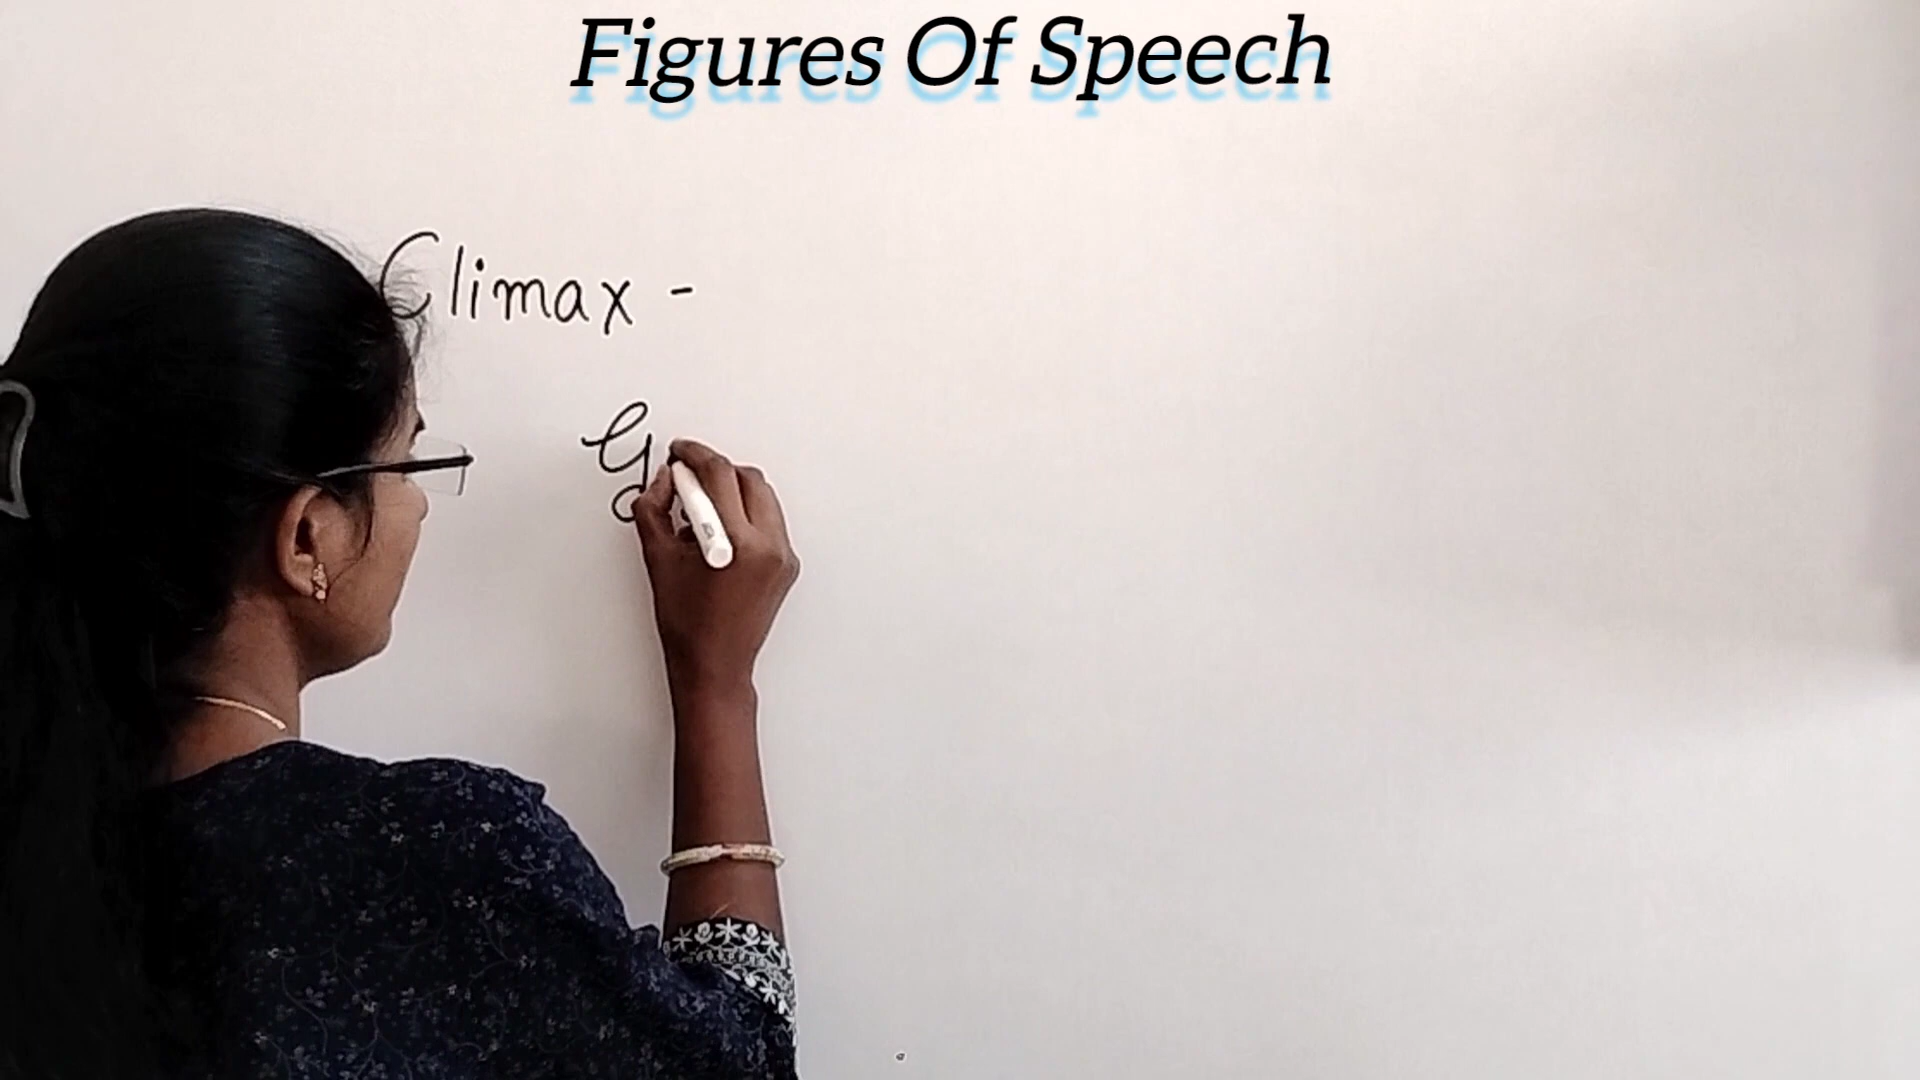 Figures Of Speech
Climax -
G